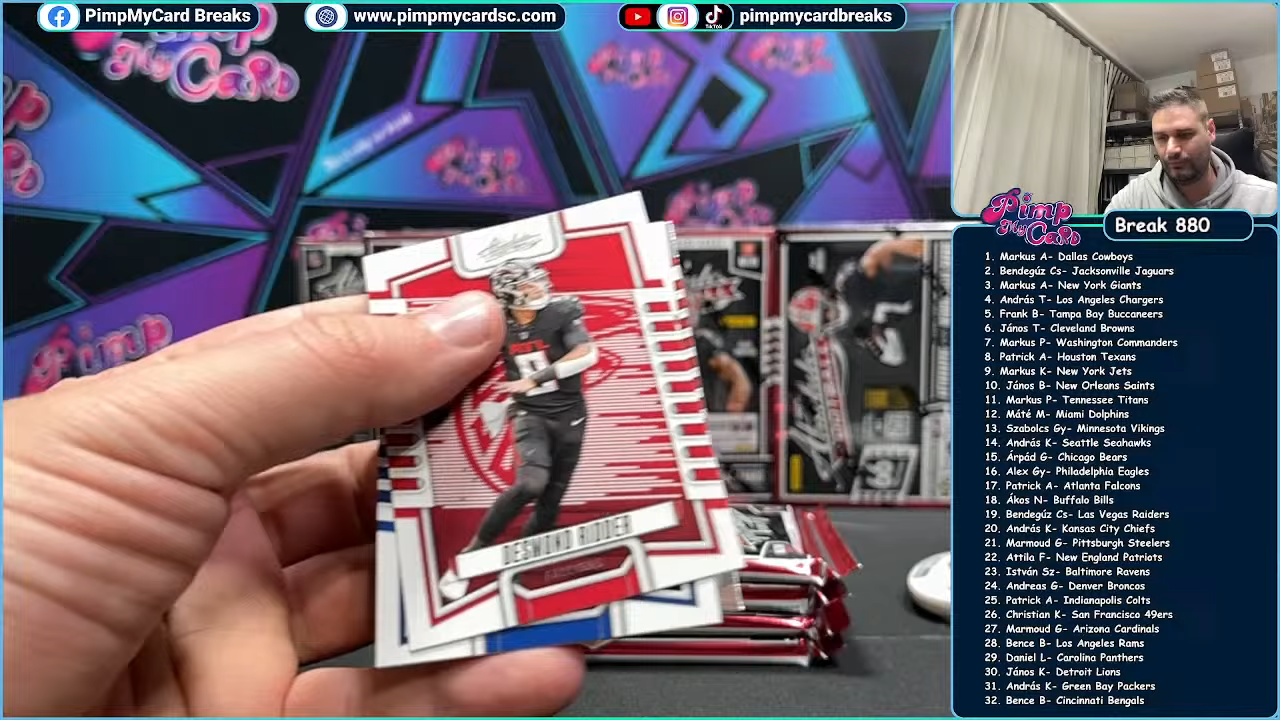 PimpMyCard Breaks
www.pimpmycardsc.com
TikTok
pimpmycardbreaks
Pimp
My Card
Pimp
My Card
Break 880
1. Markus A- Dallas Cowboys
2. Bendegúz Cs- Jacksonville Jaguars
3. Markus A- New York Giants
4. András T- Los Angeles Chargers
5. Frank B- Tampa Bay Buccaneers
6. János T- Cleveland Browns
7. Markus P- Washington Commanders
8. Patrick A- Houston Texans
9. Markus K- New York Jets
10. János B- New Orleans Saints
11. Markus P- Tennessee Titans
12. Máté M- Miami Dolphins
13. Szabolcs Gy- Minnesota Vikings
14. András K- Seattle Seahawks
15. Árpád G- Chicago Bears
16. Alex Gy- Philadelphia Eagles
17. Patrick A- Atlanta Falcons
18. Ákos N- Buffalo Bills
19. Bendegúz Cs- Las Vegas Raiders
20. András K- Kansas City Chiefs
21. Marmoud G- Pittsburgh Steelers
22. Attila F- New England Patriots
23. István Sz- Baltimore Ravens
24. Andreas G- Denver Broncos
25. Patrick A- Indianapolis Colts
26. Christian K- San Francisco 49ers
27. Marmoud G- Arizona Cardinals
28. Bence B- Los Angeles Rams
29. Daniel L- Carolina Panthers
30. János K- Detroit Lions
31. András K- Green Bay Packers
32. Bence B- Cincinnati Bengals
DESMOND RIDDER